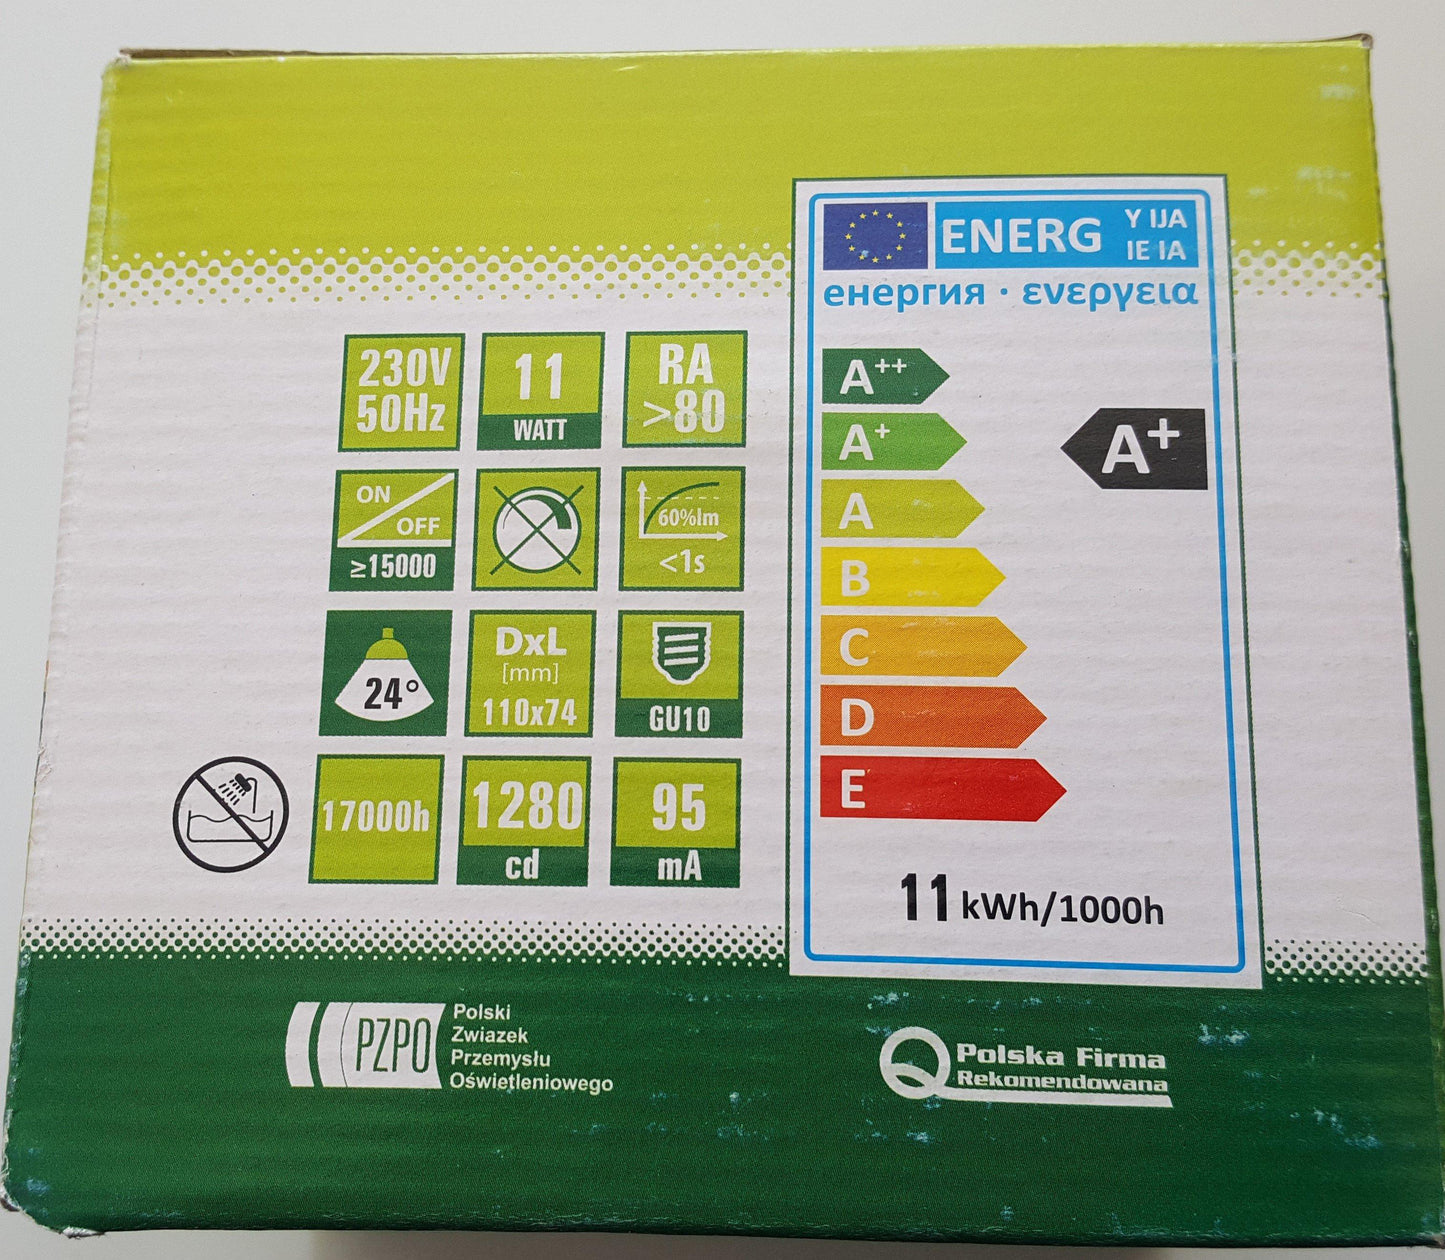 230V
50Hz
11
WATT
RA
>80
ON
OFF
≥15000
60%lm
<1s
24°
DxL
[mm]
110x74
GU10
17000h
1280
cd
95
mA
ENERG
Y IJA
IE IA
енергия · ενεργεια
A++
A+
A+
A
B
C
D
E
11 kWh/1000h
PZPO
Polski
Zwiazek
Przemysłu
Oświetleniowego
Polska Firma
Rekomendowana